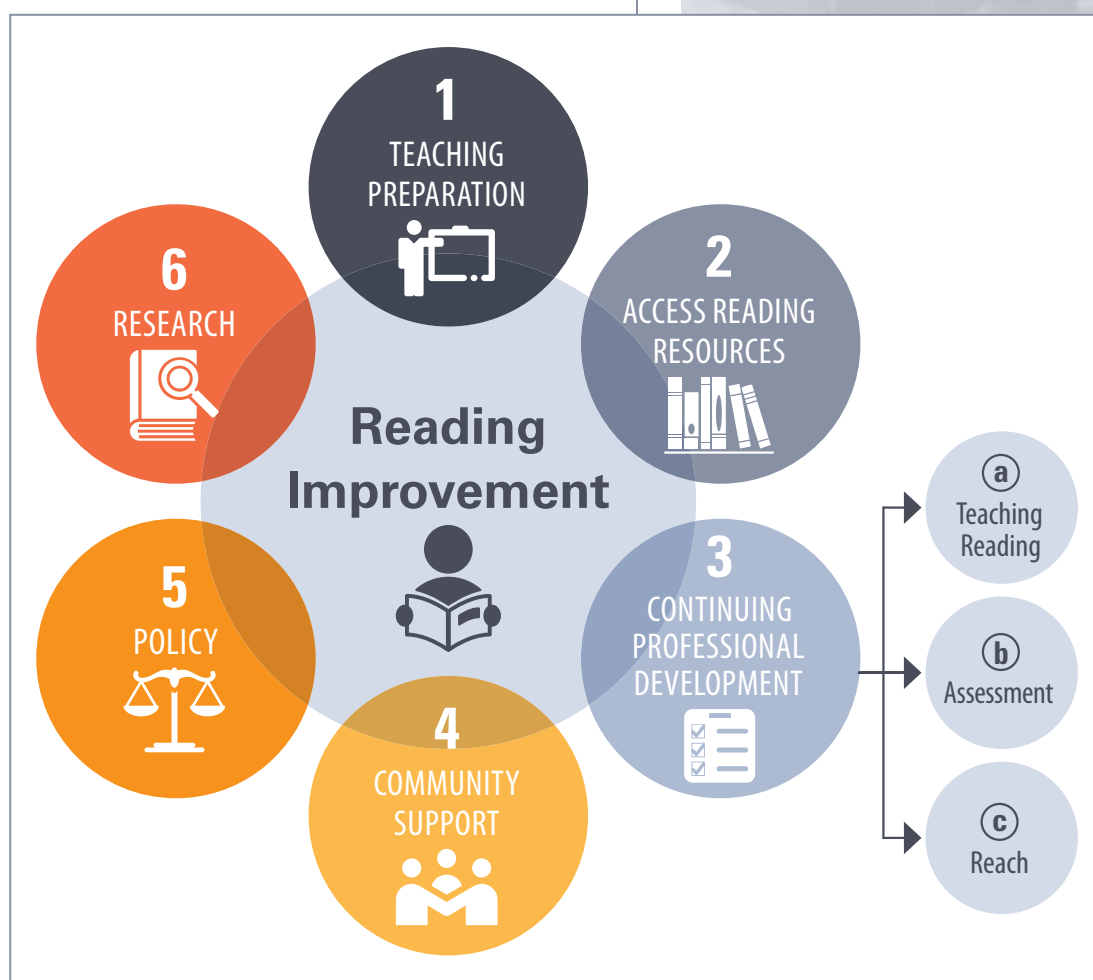 1
TEACHING
PREPARATION
2
ACCESS READING
RESOURCES
3
CONTINUING
PROFESSIONAL
DEVELOPMENT
a
Teaching
Reading
b
Assessment
c
Reach
4
COMMUNITY
SUPPORT
5
POLICY
6
RESEARCH
Reading
Improvement